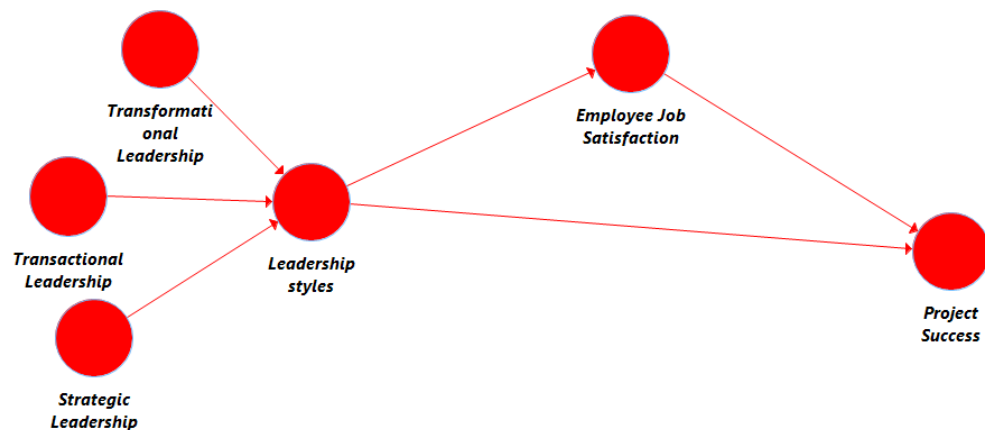 Transformati
onal
Leadership
Employee Job
Satisfaction
Transactional
Leadership
Leadership
styles
Project
Success
Strategic
Leadership